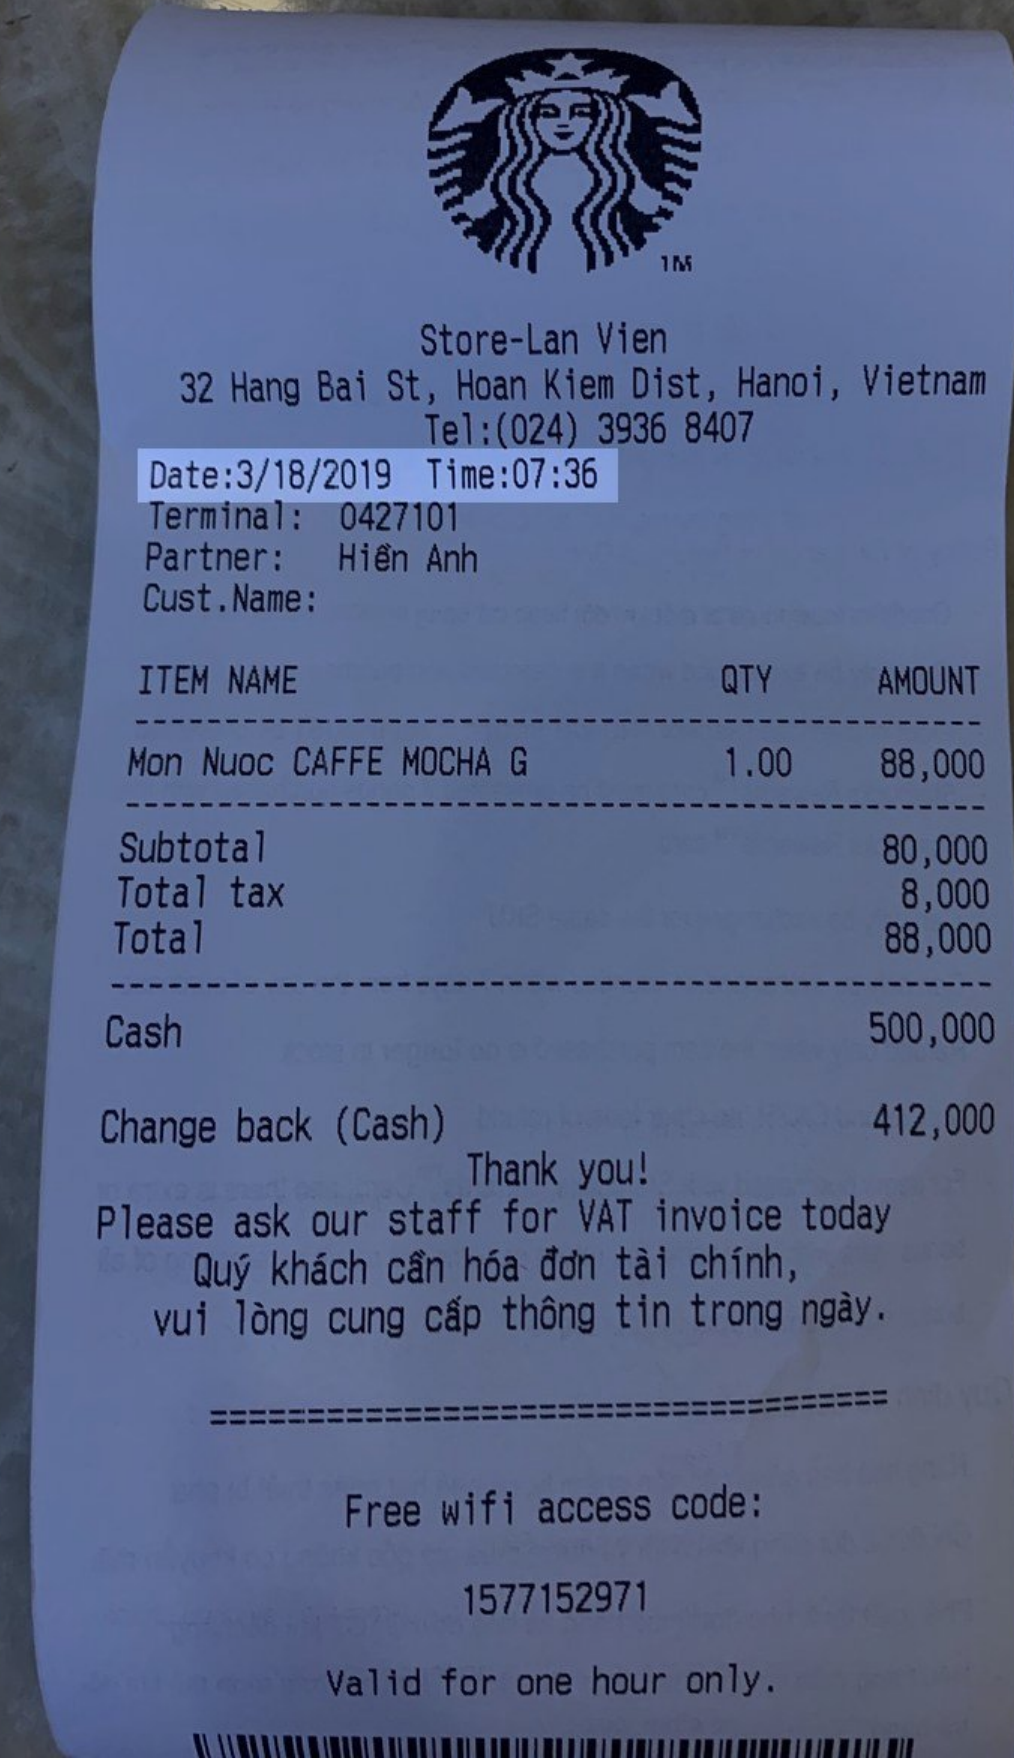 TM
Store-Lan Vien
32 Hang Bai St, Hoan Kiem Dist, Hanoi, Vietnam
Tel:(024) 3936 8407
Date:3/18/2019 Time:07:36
Terminal: 0427101
Partner: Hiền Anh
Cust.Name:
ITEM NAME QTY AMOUNT
Mon Nuoc CAFFE MOCHA G 1.00 88,000
Subtotal 80,000
Total tax 8,000
Total 88,000
Cash 500,000
Change back (Cash) 412,000
Thank you!
Please ask our staff for VAT invoice today
Quý khách cần hóa đơn tài chính,
vui lòng cung cấp thông tin trong ngày.
===================================
Free wifi access code:
1577152971
Valid for one hour only.